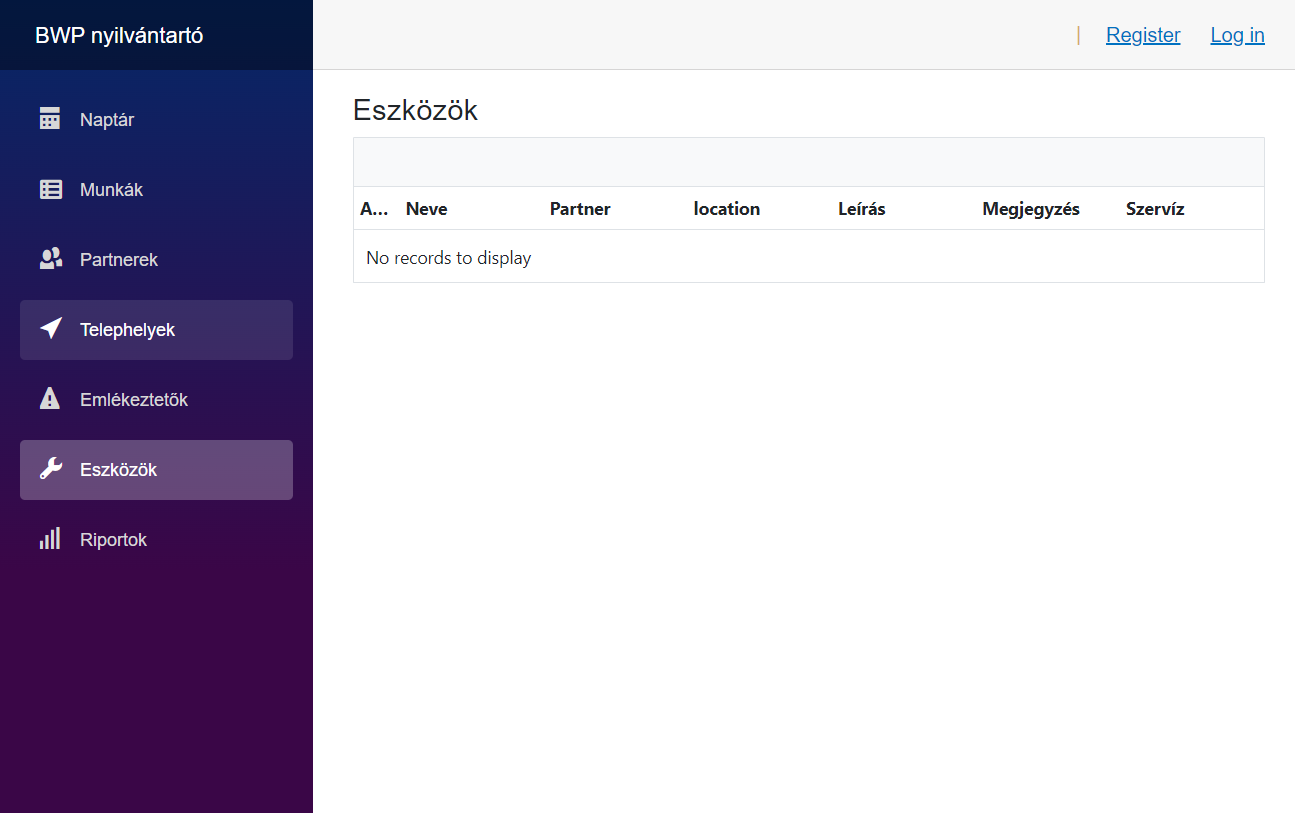 BWP nyilvántartó
| Register Log in
Naptár
Munkák
Partnerek
Telephelyek
Emlékeztetők
Eszközök
Riportok
Eszközök
A... Neve Partner location Leírás Megjegyzés Szervíz
No records to display